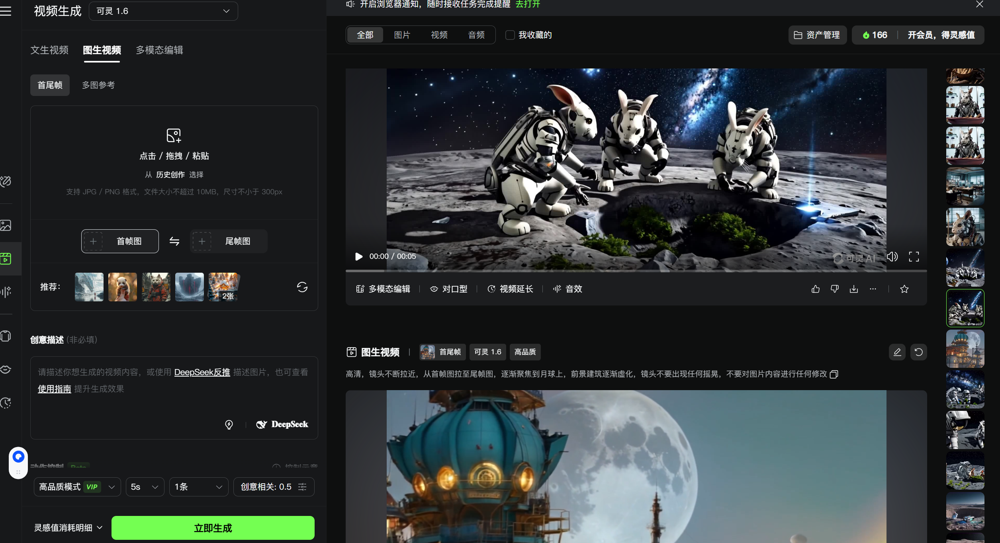 视频生成
可灵 1.6
文生视频
图生视频
多模态编辑
首尾帧
多图参考
点击 / 拖拽 / 粘贴
从 历史创作 选择
支持 JPG / PNG 格式，文件大小不超过 10MB，尺寸不小于 300px
首帧图
尾帧图
推荐：
2张
创意描述 (非必填)
请描述你想生成的视频内容，或使用 DeepSeek反推 描述图片，也可查看
使用指南 提升生成效果
DeepSeek
动作控制 Beta
控制示意
高品质模式 VIP
5s
1条
创意相关: 0.5
灵感值消耗明细
立即生成
开启浏览器通知，随时接收任务完成提醒 去打开
全部
图片
视频
音频
我收藏的
资产管理
166
开会员，得灵感值
00:00 / 00:05
可灵 AI
多模态编辑
对口型
视频延长
音效
图生视频
首尾帧
可灵 1.6
高品质
高清，镜头不断拉近，从首帧图拉至尾帧图，逐渐聚焦到月球上，前景建筑逐渐虚化，镜头不要出现任何摇晃，不要对图片内容进行任何修改